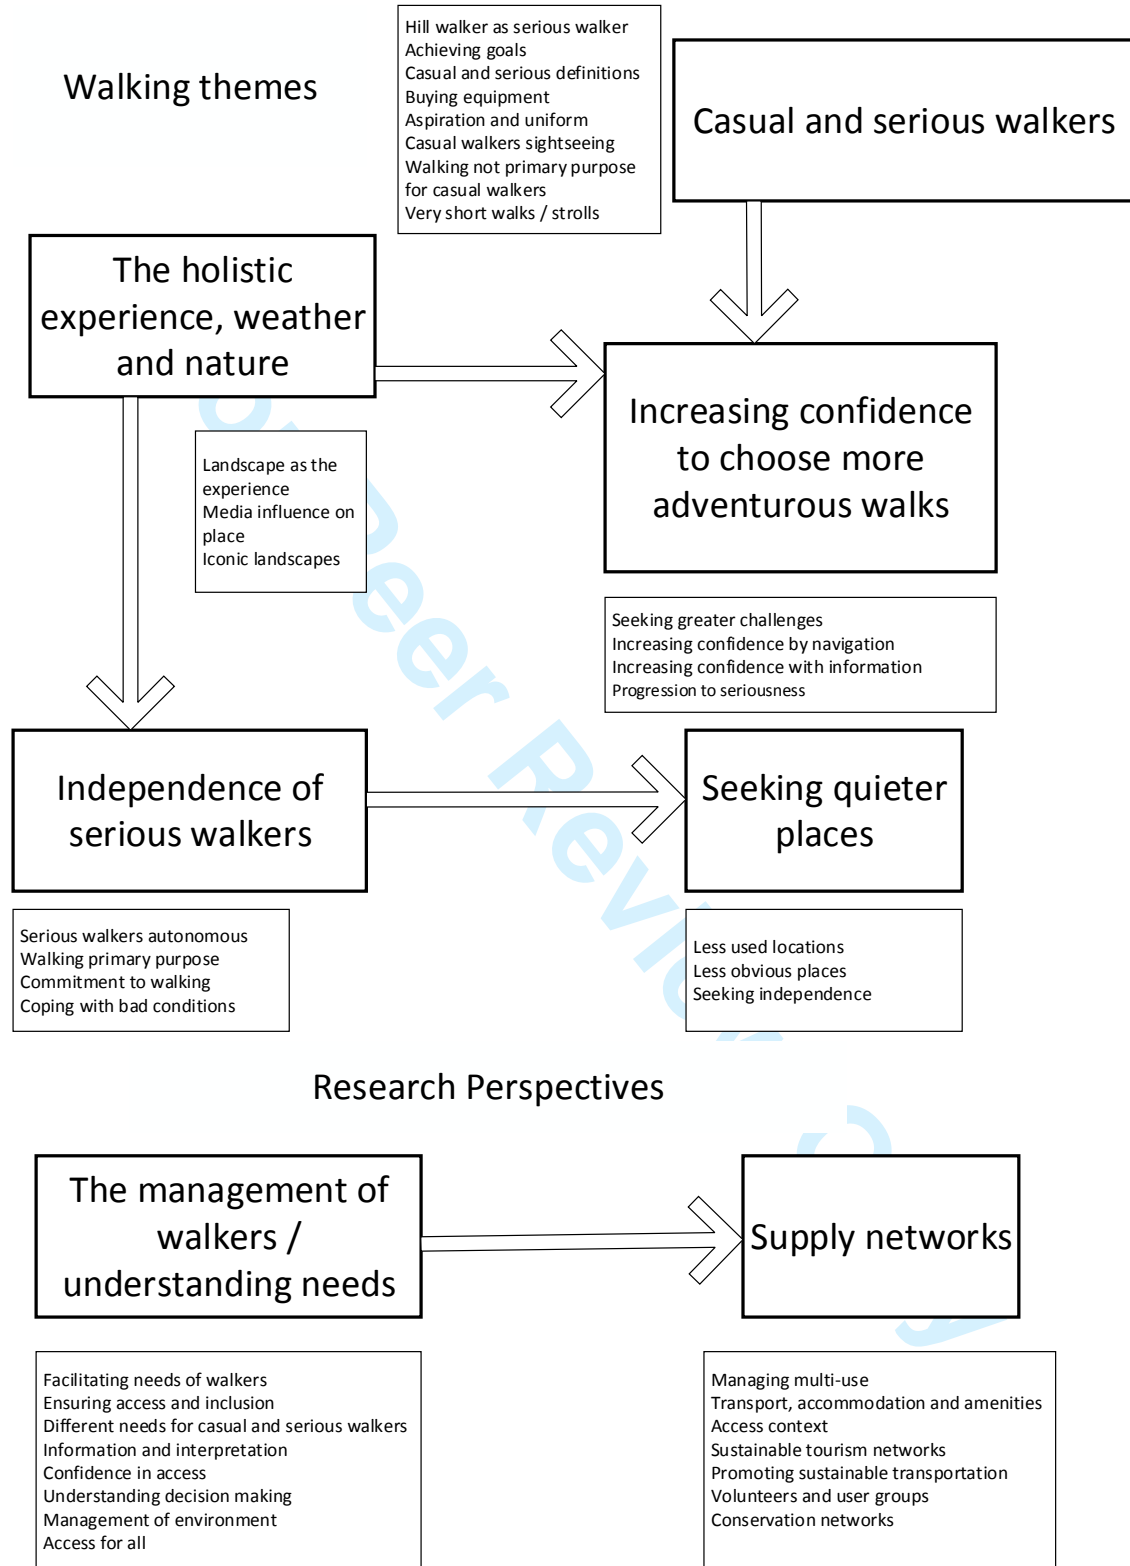 Walking themes
Hill walker as serious walker
Achieving goals
Casual and serious definitions
Buying equipment
Aspiration and uniform
Casual walkers sightseeing
Walking not primary purpose
for casual walkers
Very short walks / strolls
Casual and serious walkers
The holistic
experience, weather
and nature
Increasing confidence
to choose more
adventurous walks
Landscape as the
experience
Media influence on
place
Iconic landscapes
Seeking greater challenges
Increasing confidence by navigation
Increasing confidence with information
Progression to seriousness
Independence of
serious walkers
Seeking quieter
places
Serious walkers autonomous
Walking primary purpose
Commitment to walking
Coping with bad conditions
Less used locations
Less obvious places
Seeking independence
Research Perspectives
The management of
walkers /
understanding needs
Supply networks
Facilitating needs of walkers
Ensuring access and inclusion
Different needs for casual and serious walkers
Information and interpretation
Confidence in access
Understanding decision making
Management of environment
Access for all
Managing multi-use
Transport, accommodation and amenities
Access context
Sustainable tourism networks
Promoting sustainable transportation
Volunteers and user groups
Conservation networks